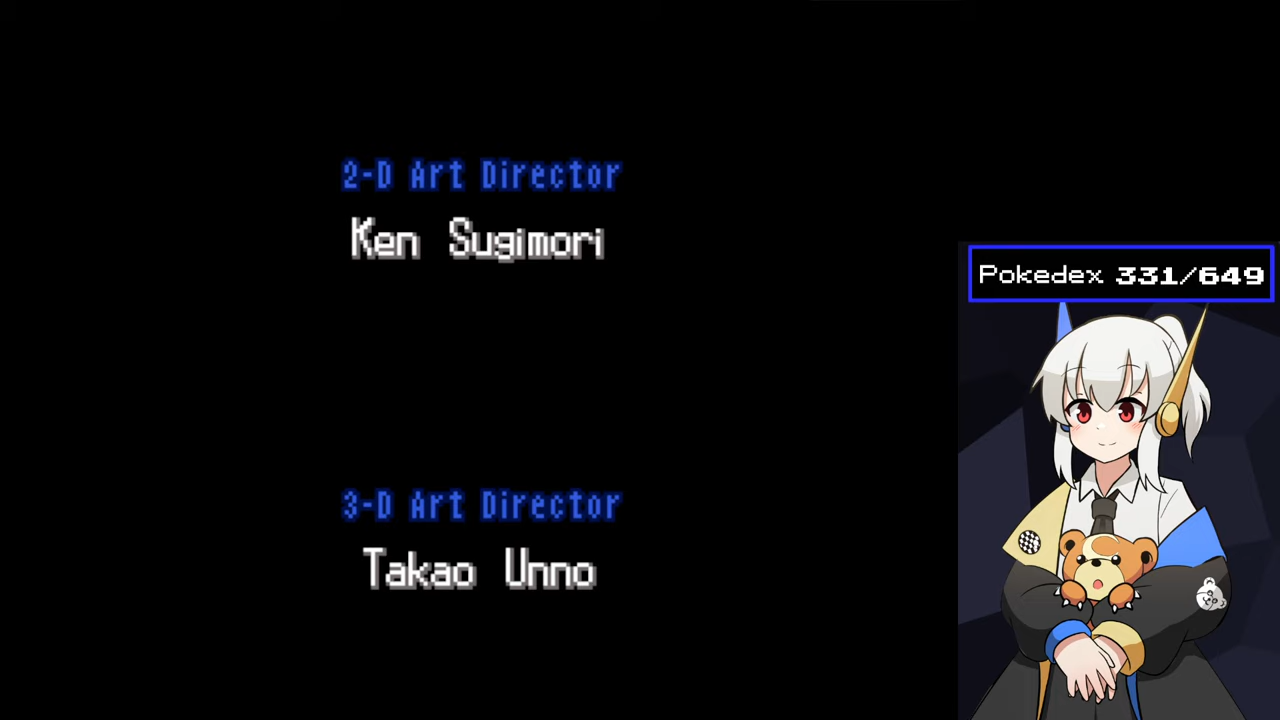 2-D Art Director
Ken Sugimori
Pokedex 331/649
3-D Art Director
Takao Unno